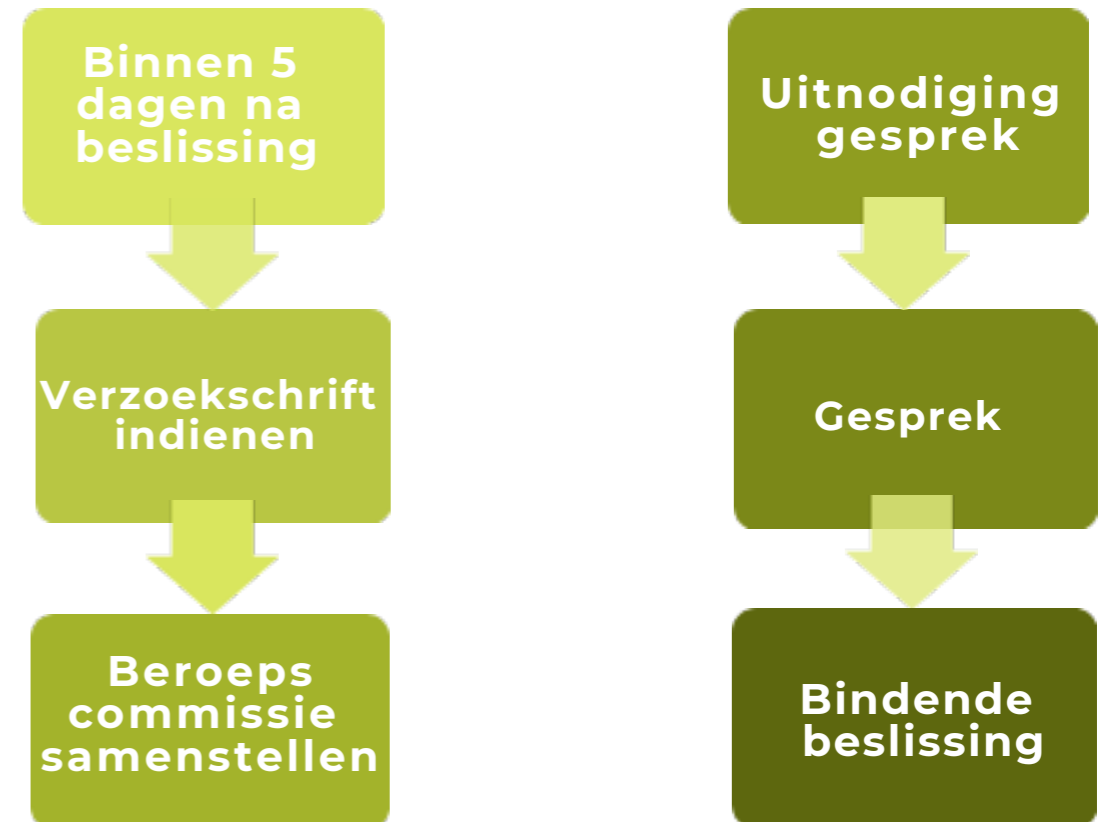 Binnen 5
dagen na
beslissing
Verzoekschrift
indienen
Beroeps
commissie
samenstellen
Uitnodiging
gesprek
Gesprek
Bindende
beslissing